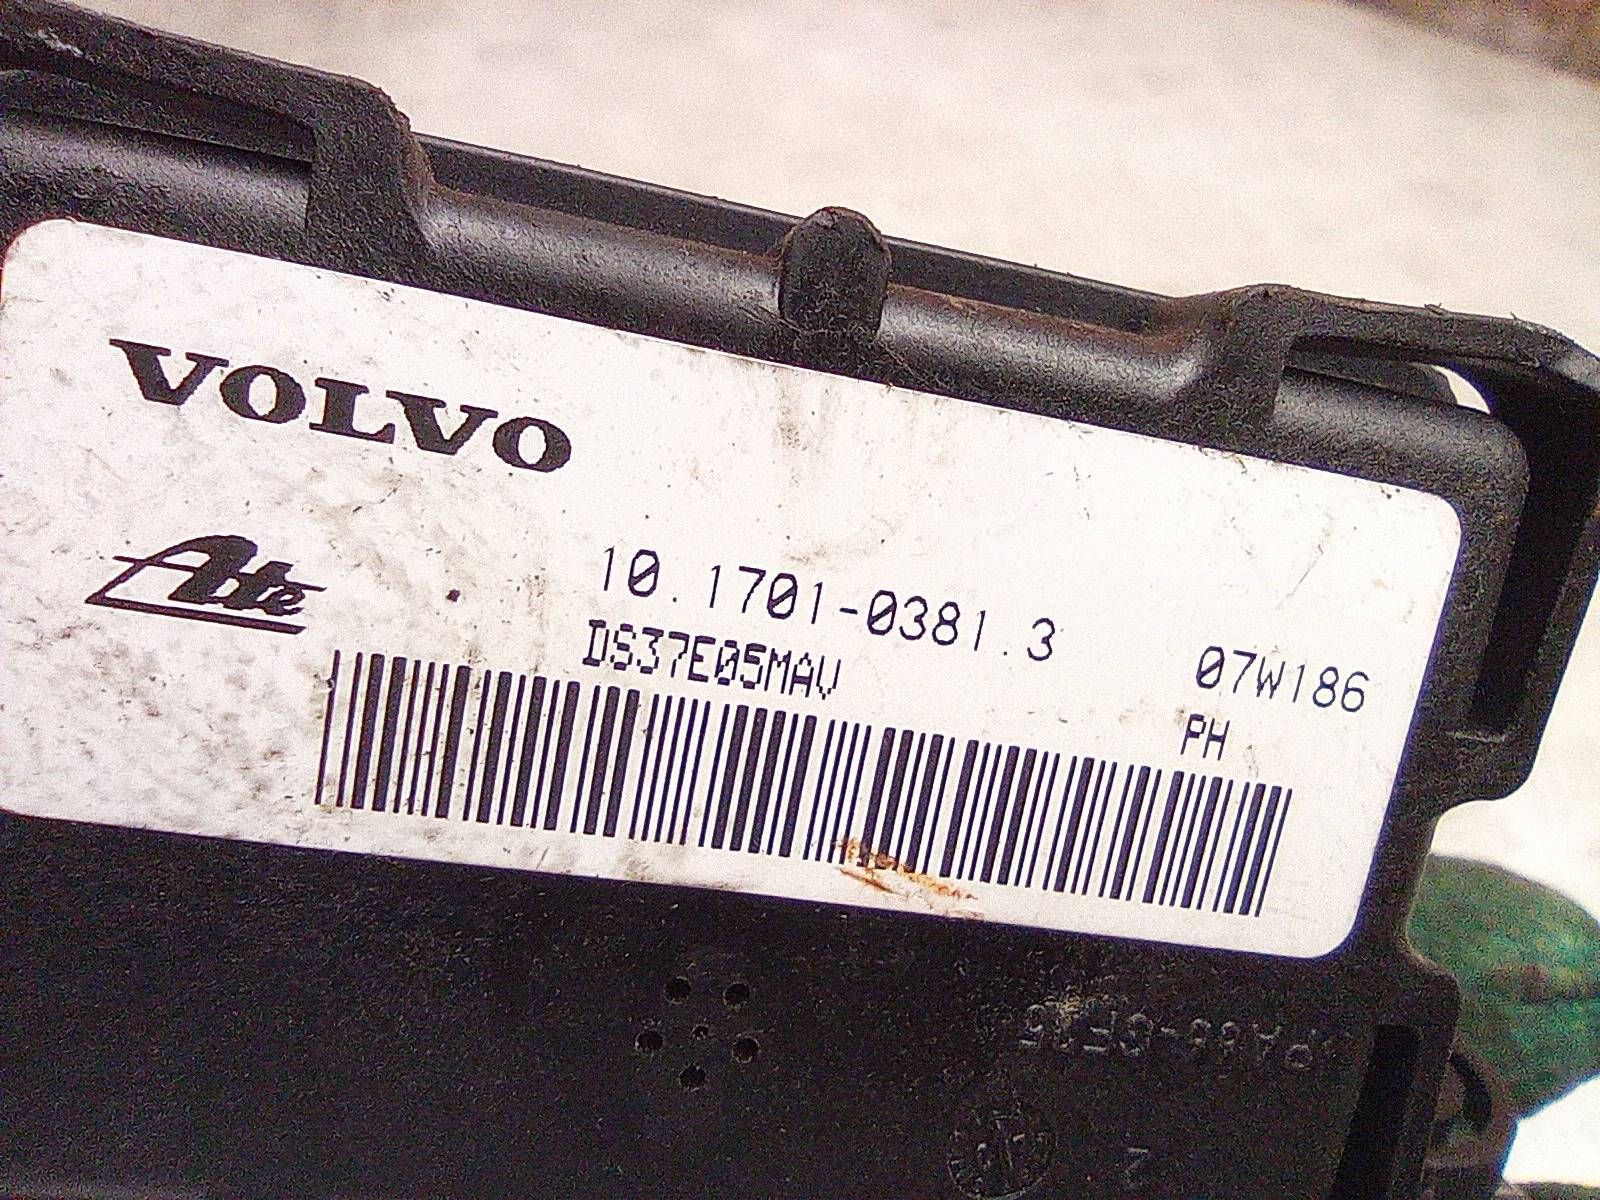 VOLVO
Ate
10.1701-0381.3
07W186
DS37E05MAV
PH